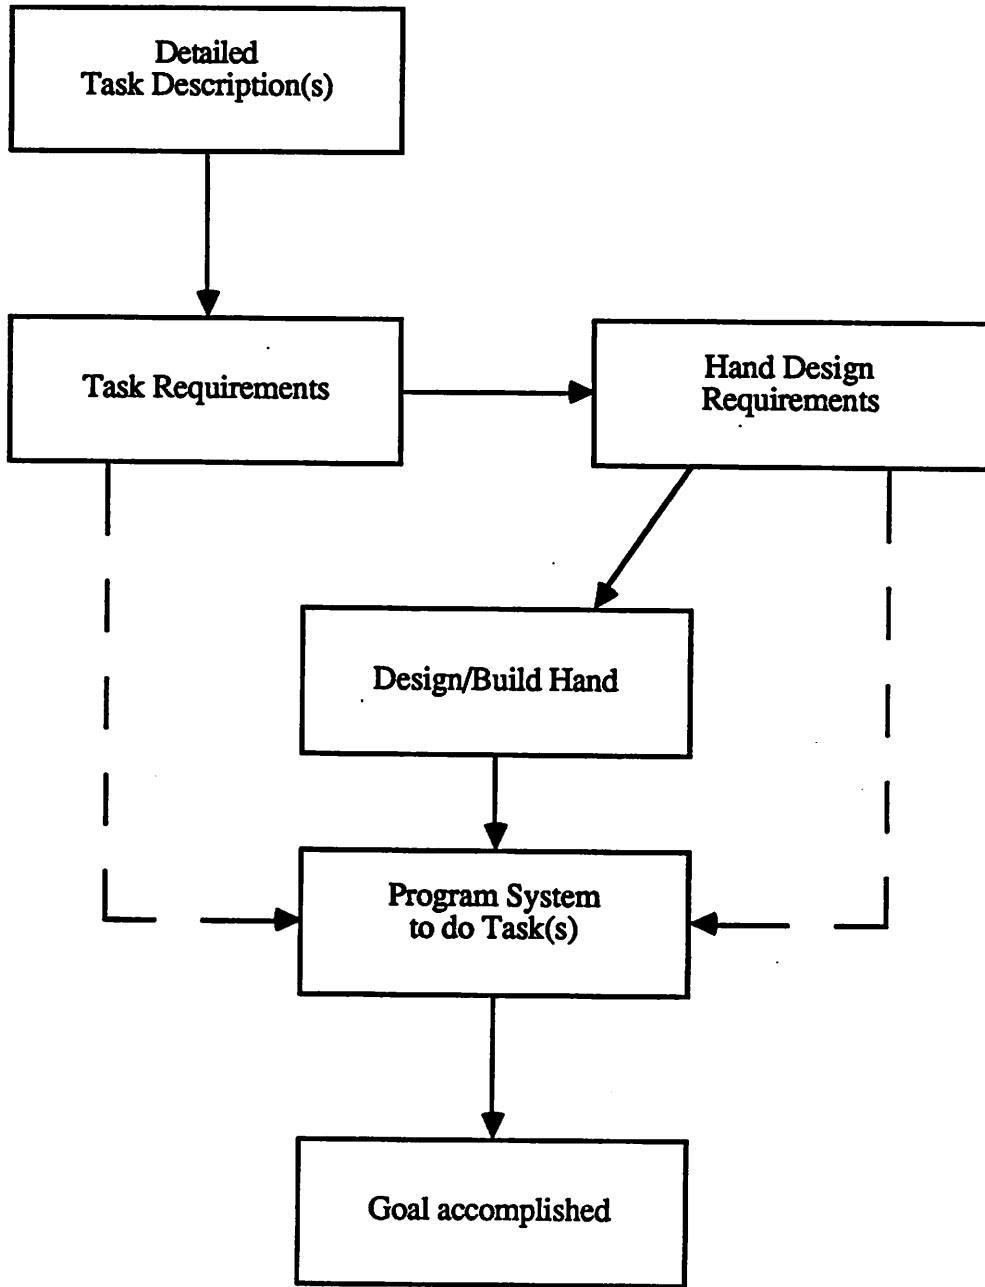 Detailed
Task Description(s)
Task Requirements
Hand Design
Requirements
Design/Build Hand
Program System
to do Task(s)
Goal accomplished